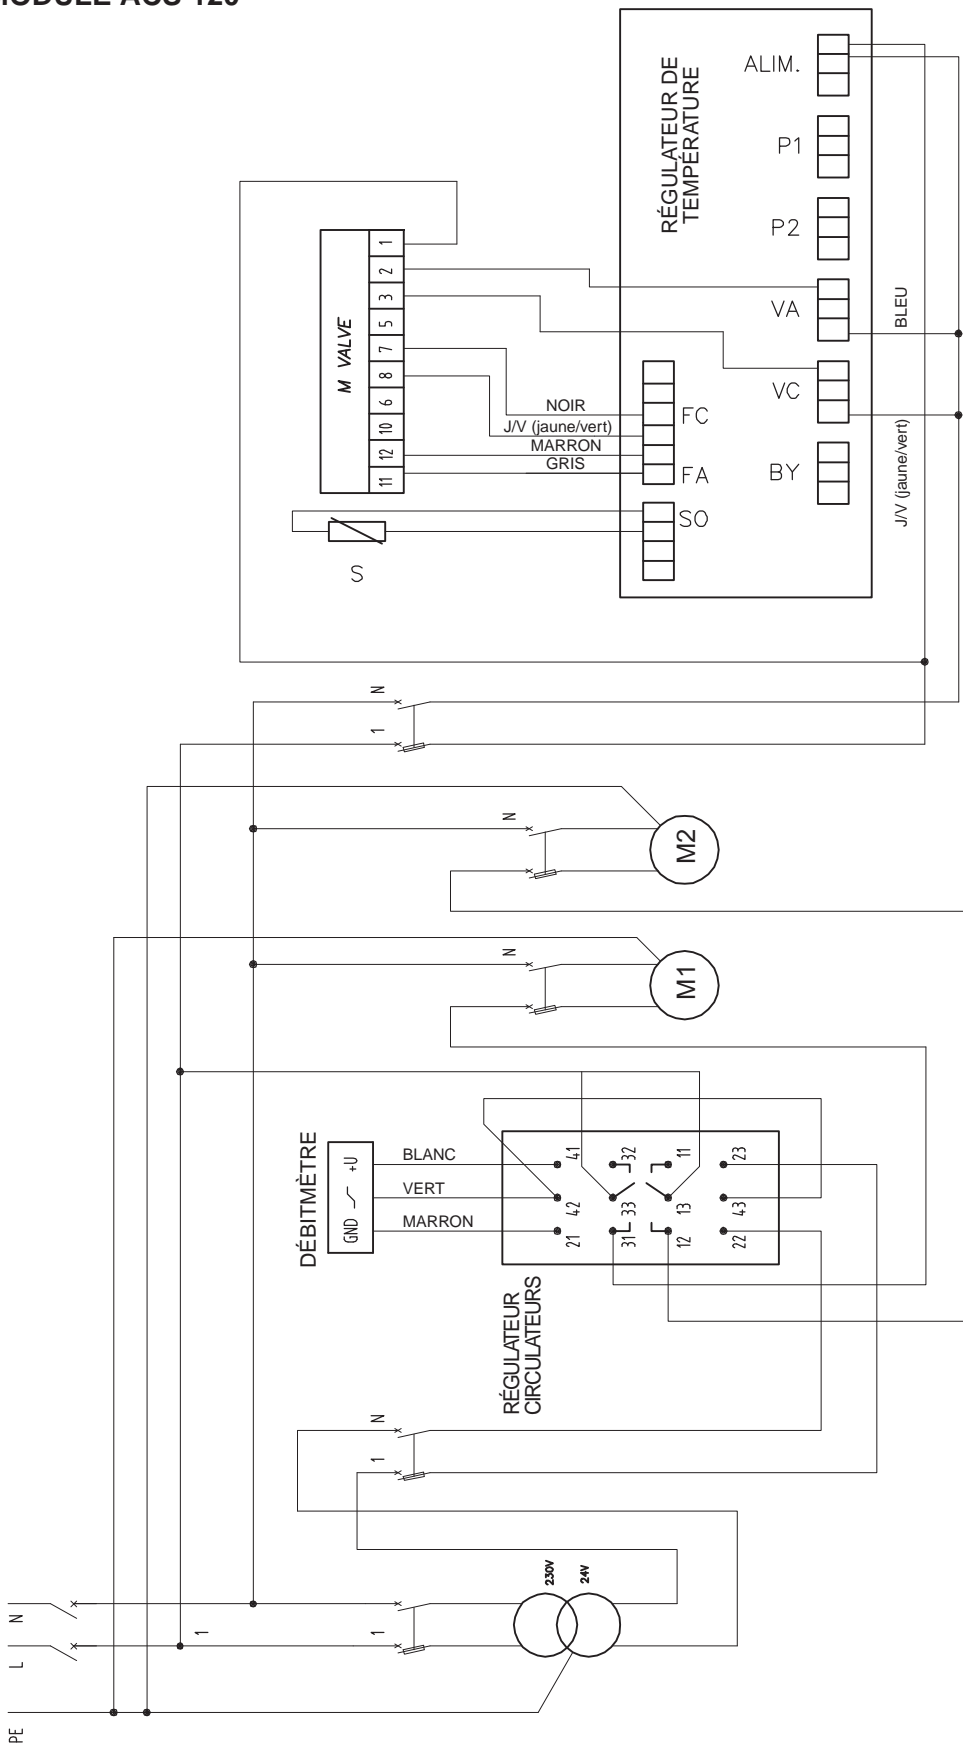 RÉGULATEUR DE
TEMPÉRATURE
ALIM.
P1
P2
VA
VC
BY
FC
FA
SO
BLEU
J/V (jaune/vert)
M VALVE
1
2
3
5
7
8
6
10
12
11
NOIR
J/V (jaune/vert)
MARRON
GRIS
S
N
1
N
M2
N
M1
DÉBITMÈTRE
GND
+U
BLANC
VERT
MARRON
41
32
11
23
42
33
13
43
21
31
12
22
RÉGULATEUR
CIRCULATEURS
N
1
230V
24V
N
L
PE
1
1